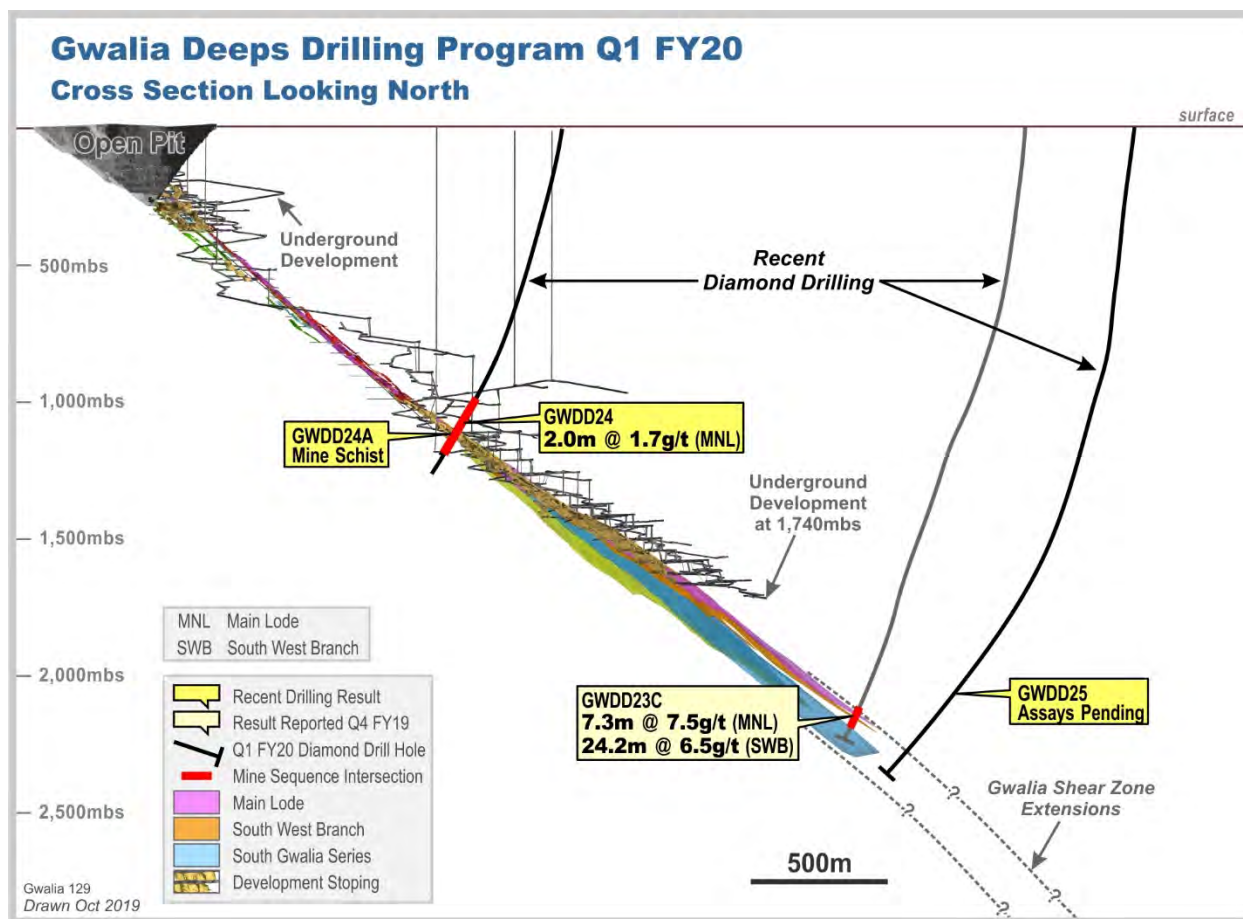 Gwalia Deeps Drilling Program Q1 FY20
Cross Section Looking North
surface
Open Pit
Underground
Development
500mbs
Recent
Diamond Drilling
1,000mbs
GWDD24A
Mine Schist
GWDD24
2.0m @ 1.7g/t (MNL)
Underground
Development
at 1,740mbs
1,500mbs
MNL Main Lode
SWB South West Branch
2,000mbs
GWDD23C
7.3m @ 7.5g/t (MNL)
24.2m @ 6.5g/t (SWB)
GWDD25
Assays Pending
Recent Drilling Result
Result Reported Q4 FY19
Q1 FY20 Diamond Drill Hole
Mine Sequence Intersection
Main Lode
South West Branch
South Gwalia Series
Development Stoping
2,500mbs
Gwalia Shear Zone
Extensions
?
?
?
?
?
?
500m
Gwalia 129
Drawn Oct 2019